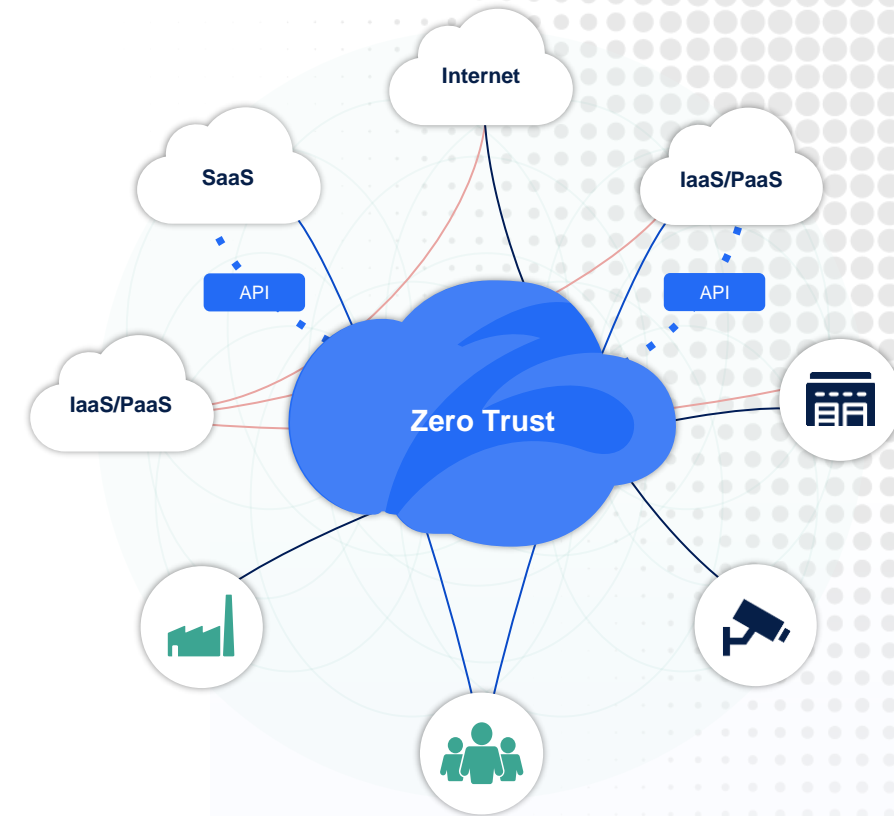 Internet
SaaS
IaaS/PaaS
API
API
IaaS/PaaS
Zero Trust